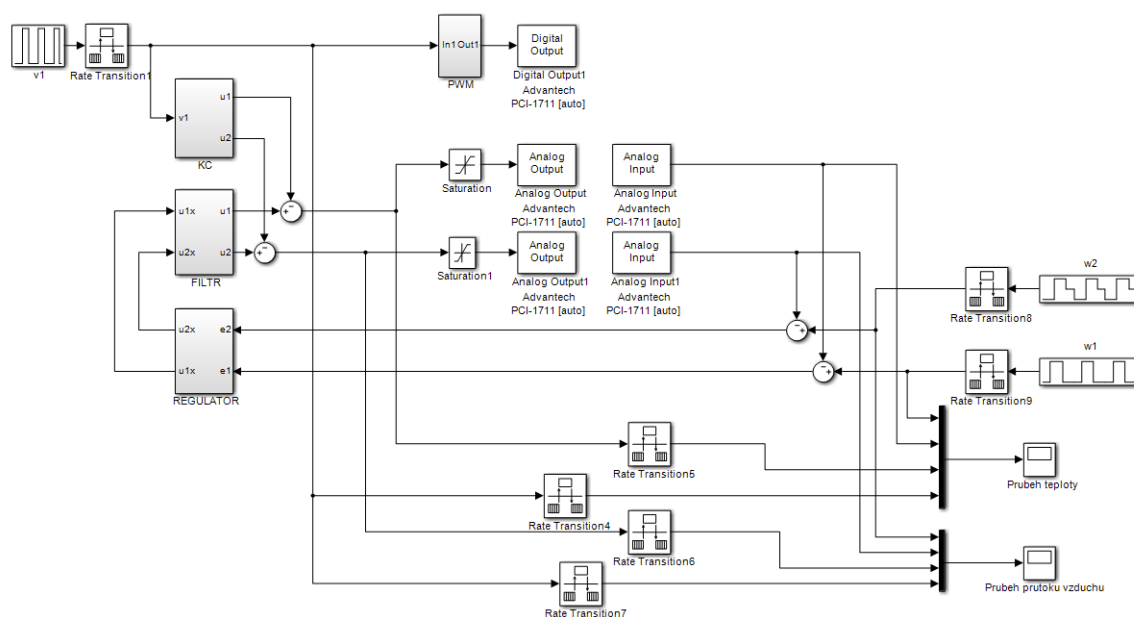 v1
Rate Transition1
In1 Out1
PWM
Digital
Output
Digital Output1
Advantech
PCI-1711 [auto]
v1
u1
u2
KC
Saturation
Analog
Output
Analog Output
Advantech
PCI-1711 [auto]
Analog
Input
Analog Input
Advantech
PCI-1711 [auto]
u1x
u1
u2x
u2
FILTR
Saturation1
Analog
Output
Analog Output1
Advantech
PCI-1711 [auto]
Analog
Input
Analog Input1
Advantech
PCI-1711 [auto]
w2
Rate Transition8
u2x
e2
u1x
e1
REGULATOR
w1
Rate Transition9
Rate Transition5
Prubeh teploty
Rate Transition4
Rate Transition6
Prubeh prutoku vzduchu
Rate Transition7